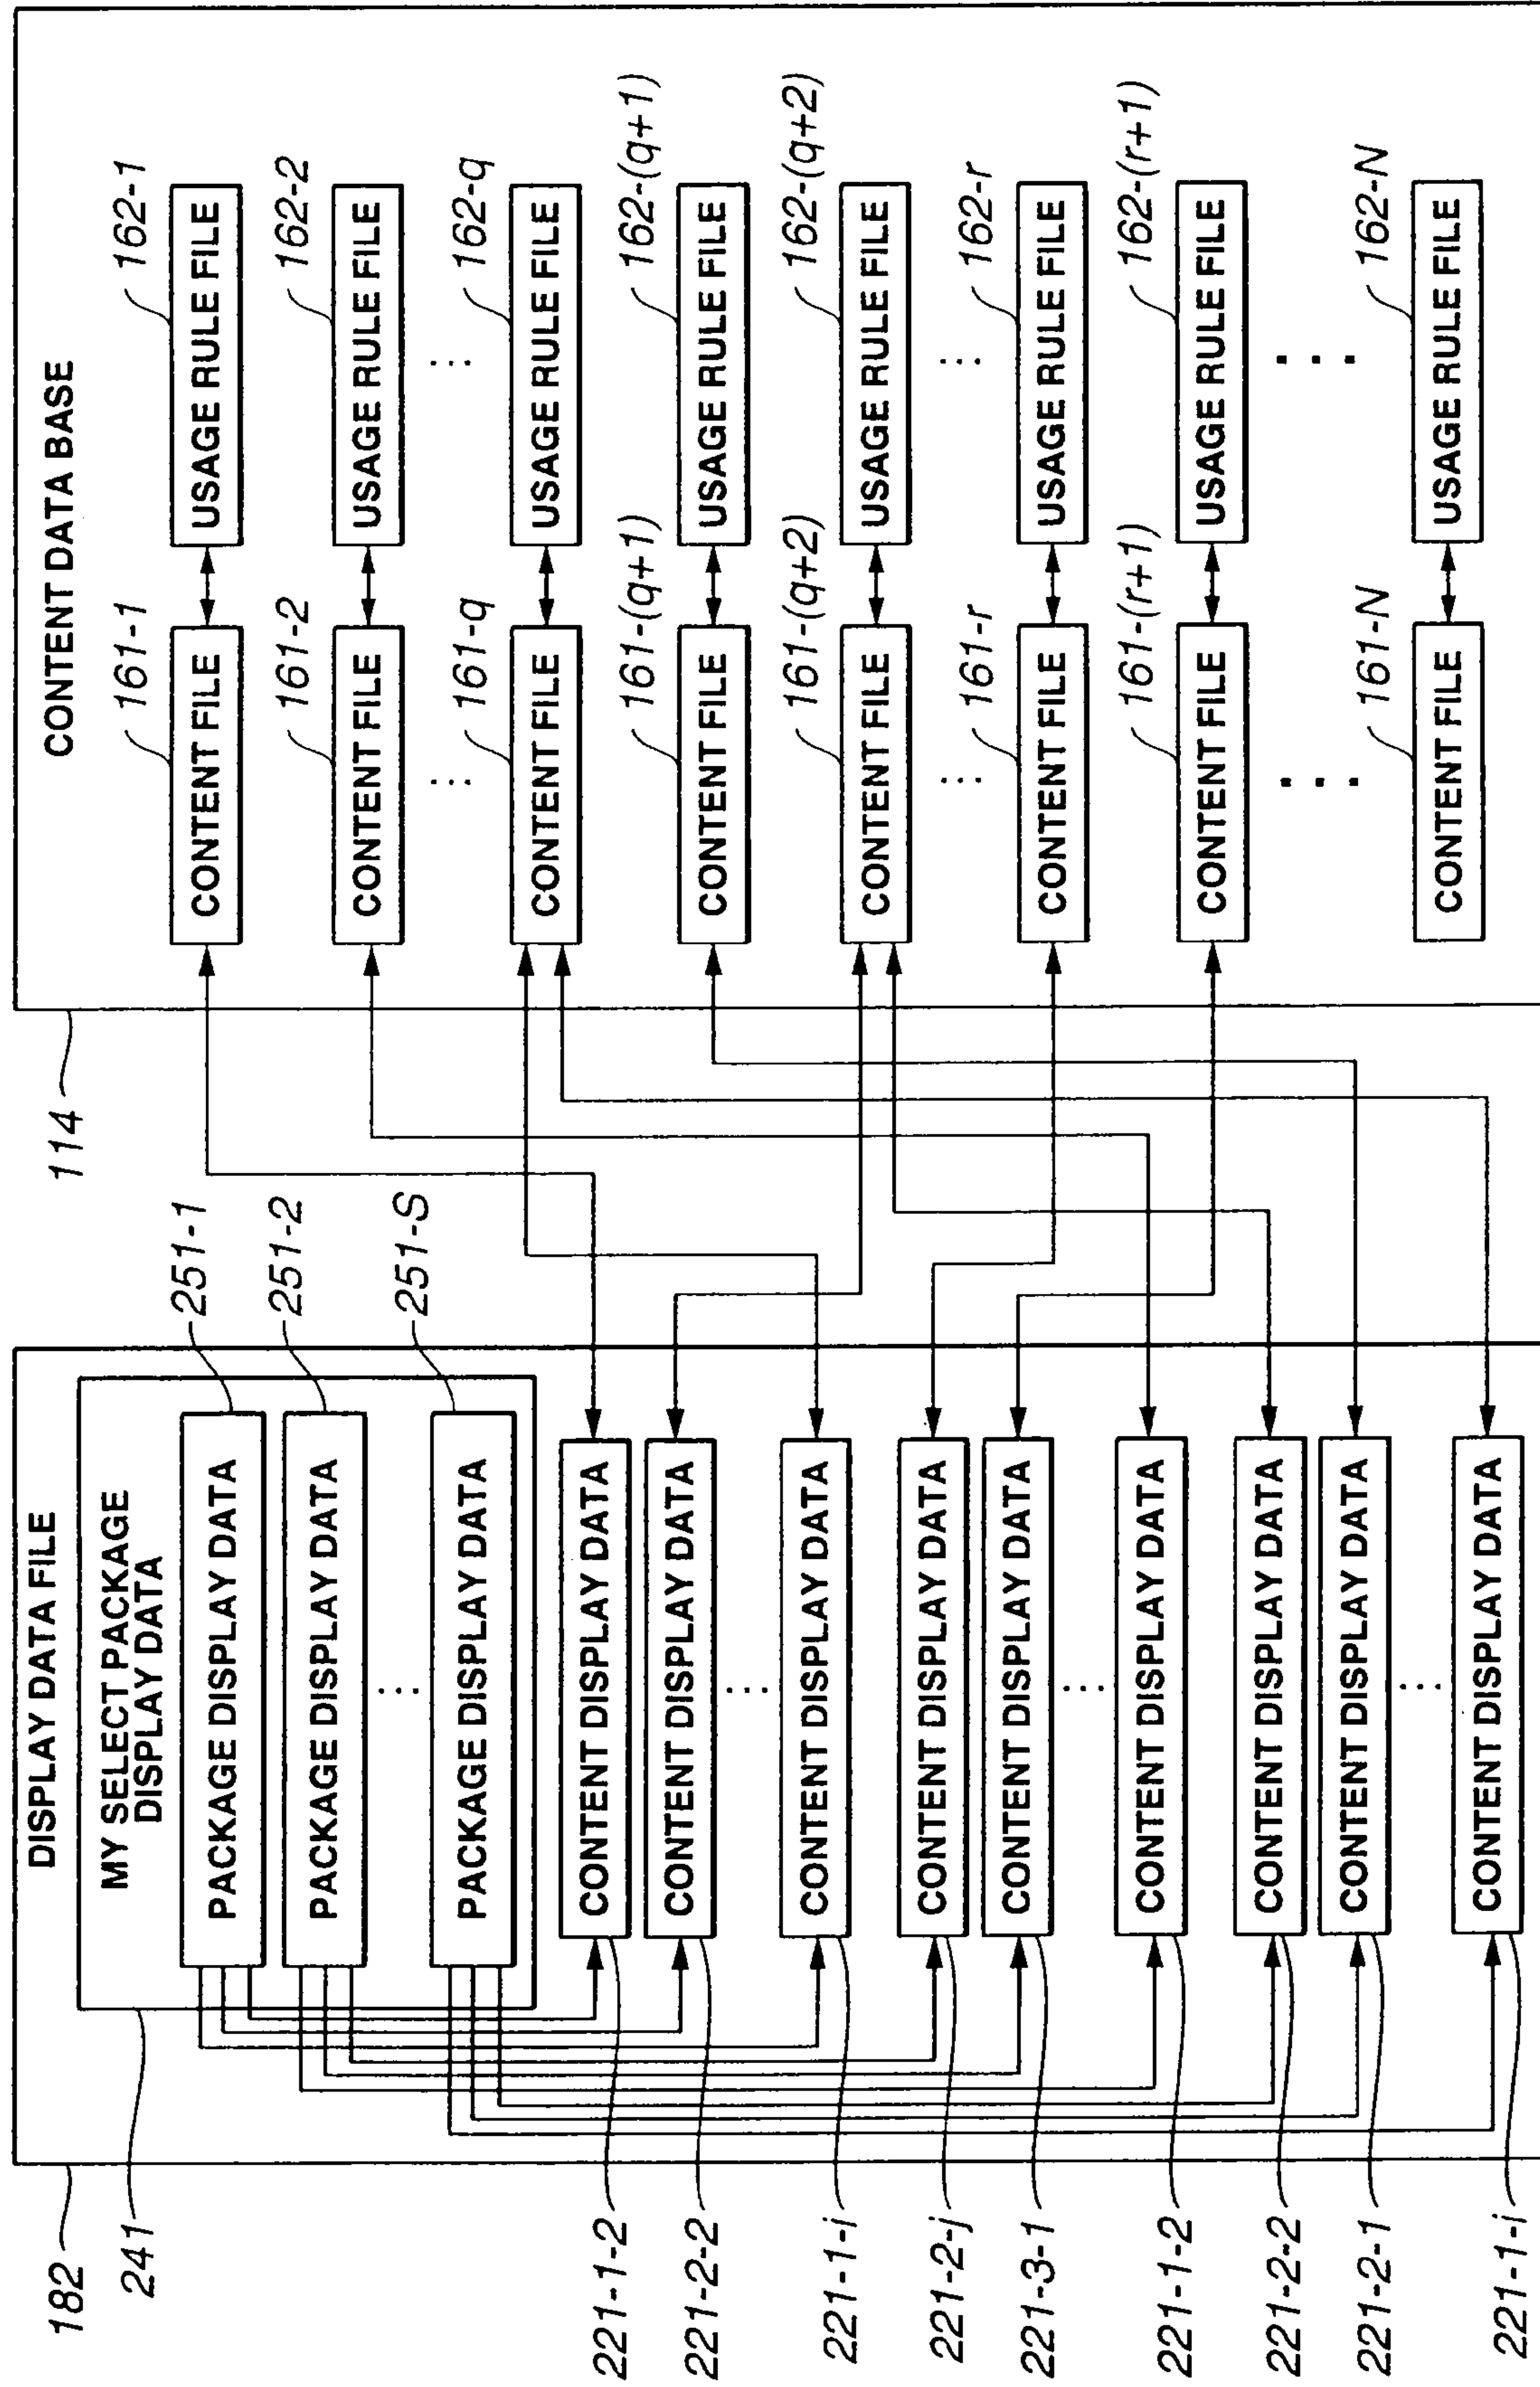 DISPLAY DATA FILE
182
MY SELECT PACKAGE
DISPLAY DATA
241
PACKAGE DISPLAY DATA
251-1
PACKAGE DISPLAY DATA
251-2
...
PACKAGE DISPLAY DATA
251-S
CONTENT DISPLAY DATA
221-1-2
CONTENT DISPLAY DATA
221-2-2
...
CONTENT DISPLAY DATA
221-1-i
CONTENT DISPLAY DATA
221-2-j
CONTENT DISPLAY DATA
221-3-1
...
CONTENT DISPLAY DATA
221-1-2
CONTENT DISPLAY DATA
221-2-2
CONTENT DISPLAY DATA
221-2-1
...
CONTENT DISPLAY DATA
221-1-i
114
CONTENT DATA BASE
161-1
CONTENT FILE
162-1
USAGE RULE FILE
161-2
CONTENT FILE
162-2
USAGE RULE FILE
...
...
161-q
CONTENT FILE
162-q
USAGE RULE FILE
161-(q+1)
CONTENT FILE
162-(q+1)
USAGE RULE FILE
161-(q+2)
CONTENT FILE
162-(q+2)
USAGE RULE FILE
...
...
161-r
CONTENT FILE
162-r
USAGE RULE FILE
161-(r+1)
CONTENT FILE
162-(r+1)
USAGE RULE FILE
...
...
161-N
CONTENT FILE
162-N
USAGE RULE FILE